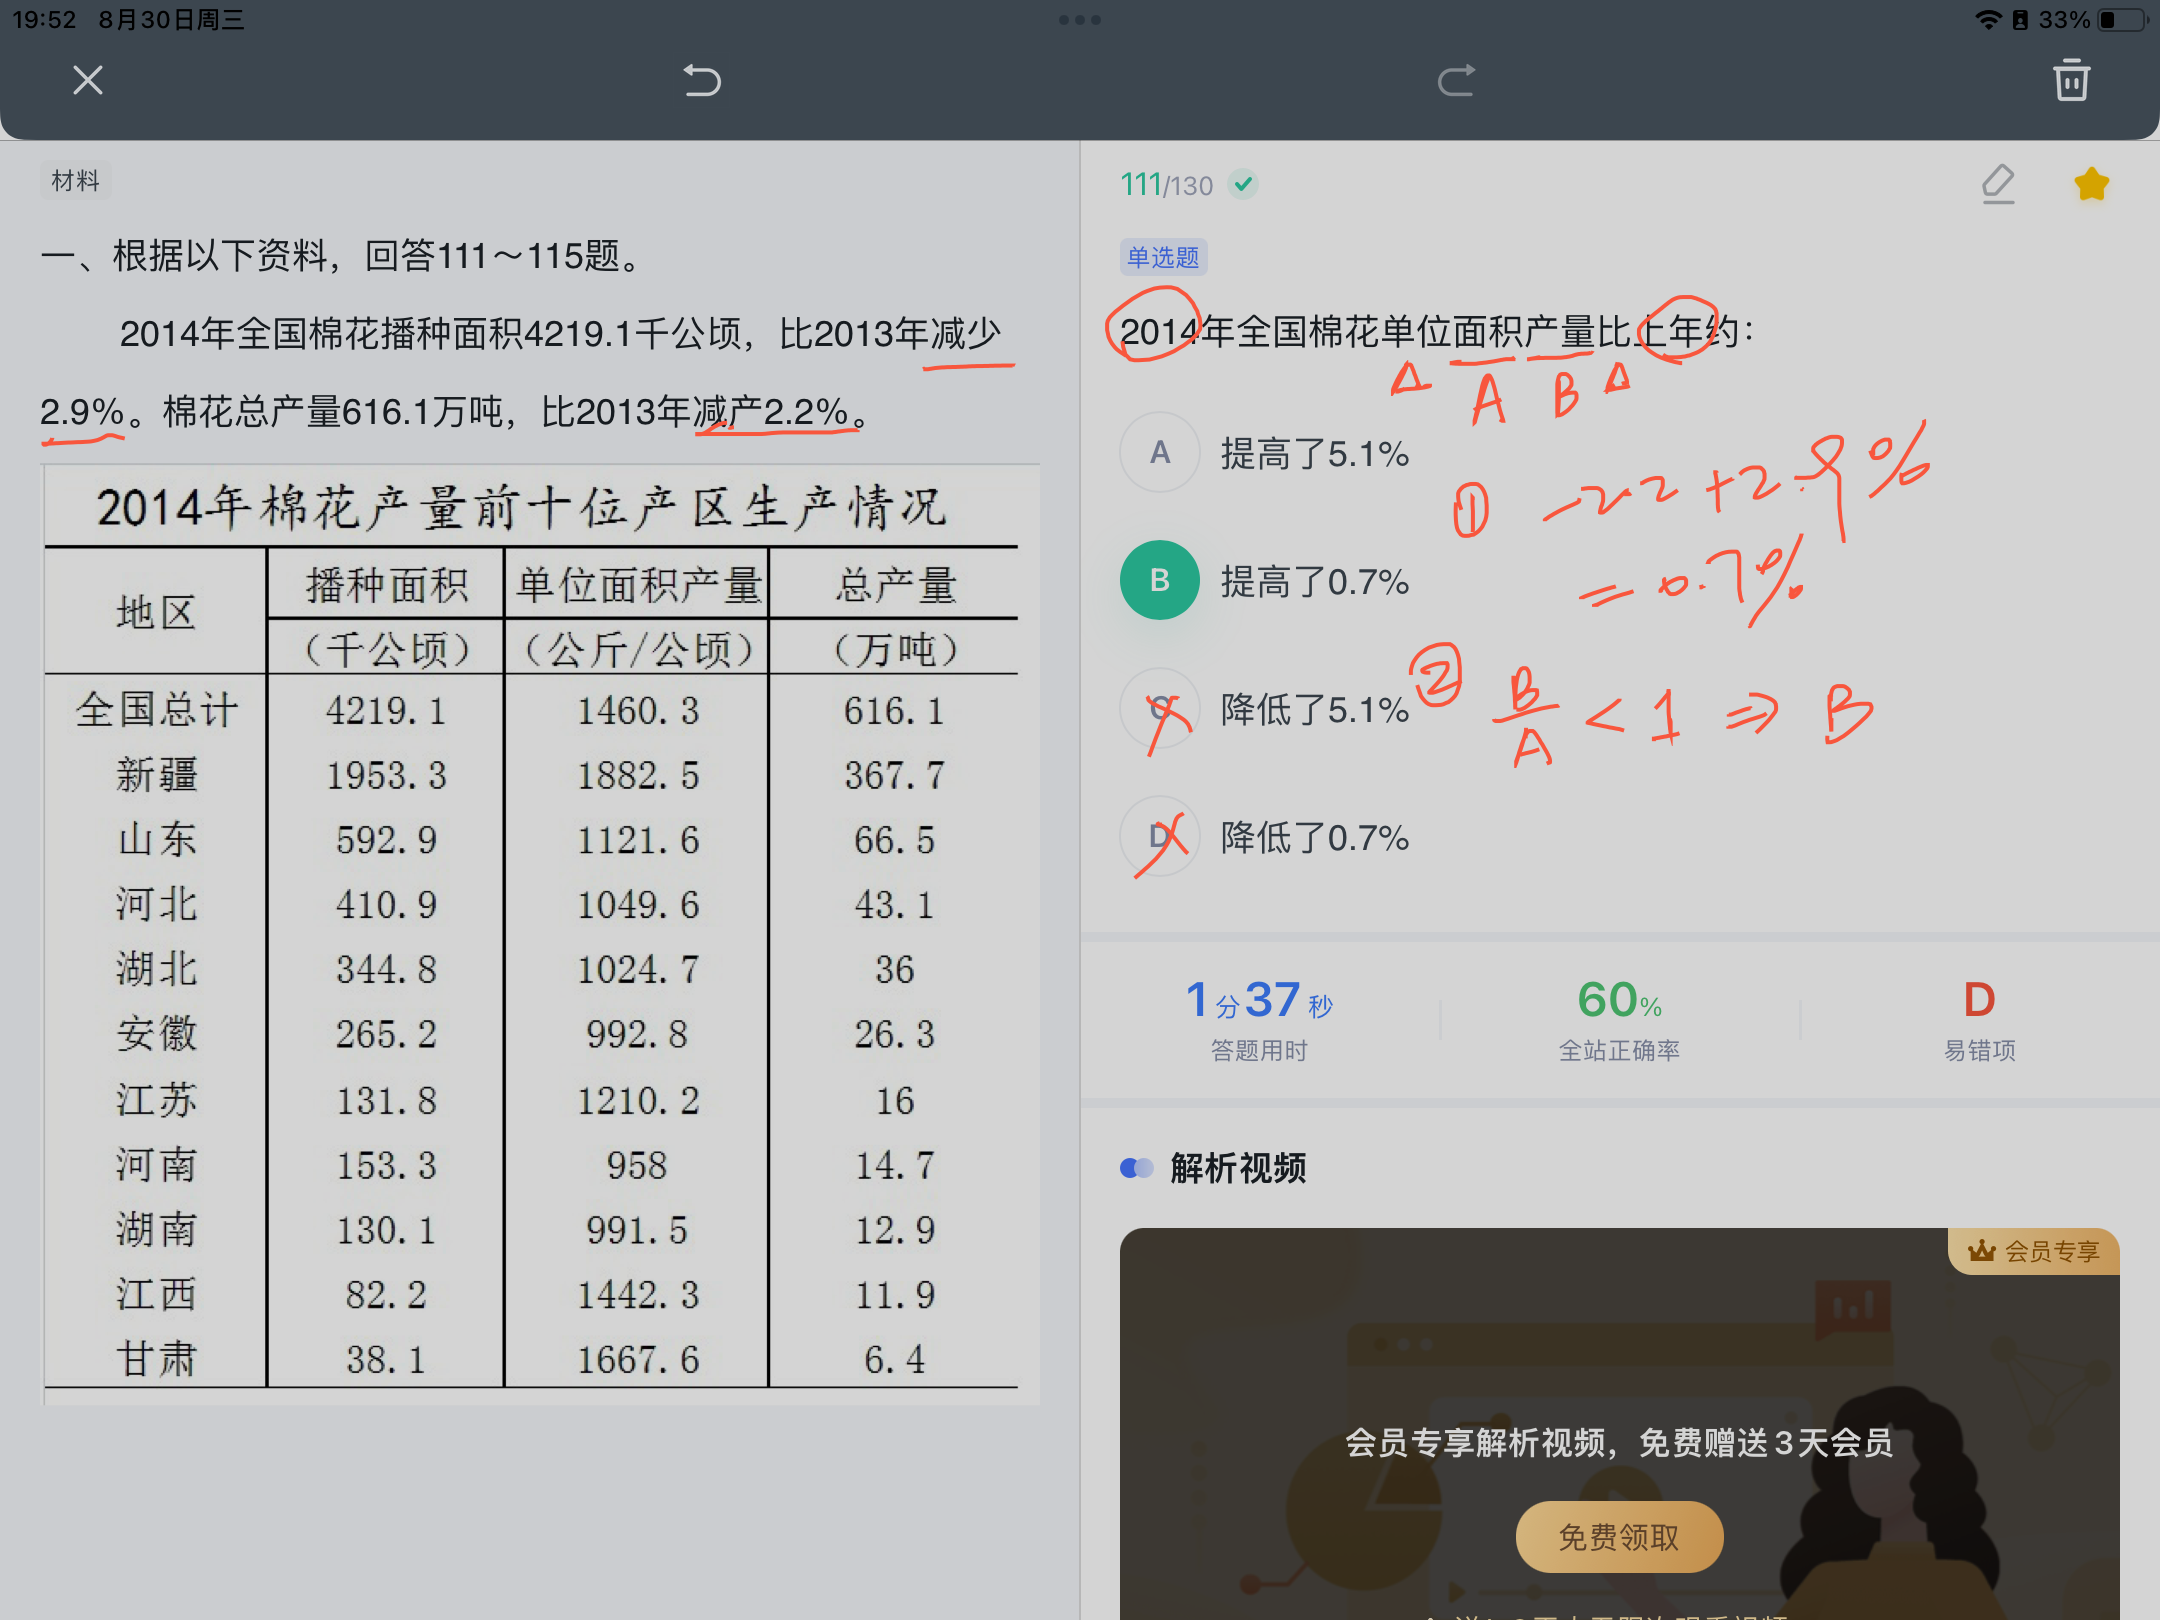 19:52 8月30日周三
33%
材料
一、根据以下资料，回答111～115题。
2014年全国棉花播种面积4219.1千公顷，比2013年减少
2.9%。棉花总产量616.1万吨，比2013年减产2.2%。
2014年棉花产量前十位产区生产情况
地区 播种面积 单位面积产量 总产量
（千公顷） （公斤/公顷） （万吨）
全国总计 4219.1 1460.3 616.1
新疆 1953.3 1882.5 367.7
山东 592.9 1121.6 66.5
河北 410.9 1049.6 43.1
湖北 344.8 1024.7 36
安徽 265.2 992.8 26.3
江苏 131.8 1210.2 16
河南 153.3 958 14.7
湖南 130.1 991.5 12.9
江西 82.2 1442.3 11.9
甘肃 38.1 1667.6 6.4
111/130
单选题
2014年全国棉花单位面积产量比上年约：
Δ A B Δ
A 提高了5.1%
① -2.2+2.9%
B 提高了0.7%
=0.7%
C 降低了5.1%
② B/A < 1 ⇒ B
D 降低了0.7%
1分37秒 60% D
答题用时 全站正确率 易错项
解析视频
会员专享
会员专享解析视频，免费赠送3天会员
免费领取